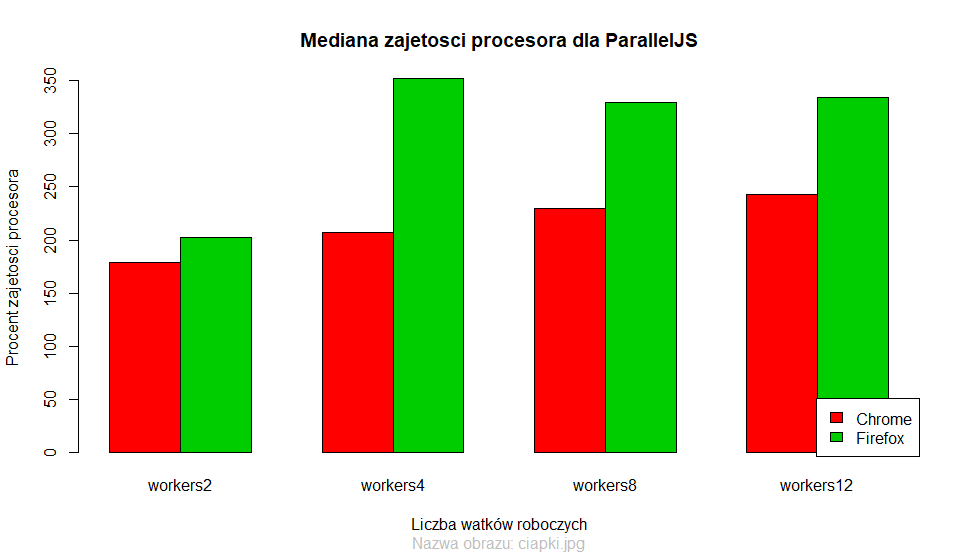 Mediana zajetosci procesora dla ParallelJS
Procent zajetosci procesora
350
300
250
200
150
100
50
0
workers2 workers4 workers8 workers12
Chrome
Firefox
Liczba watków roboczych
Nazwa obrazu: ciapki.jpg